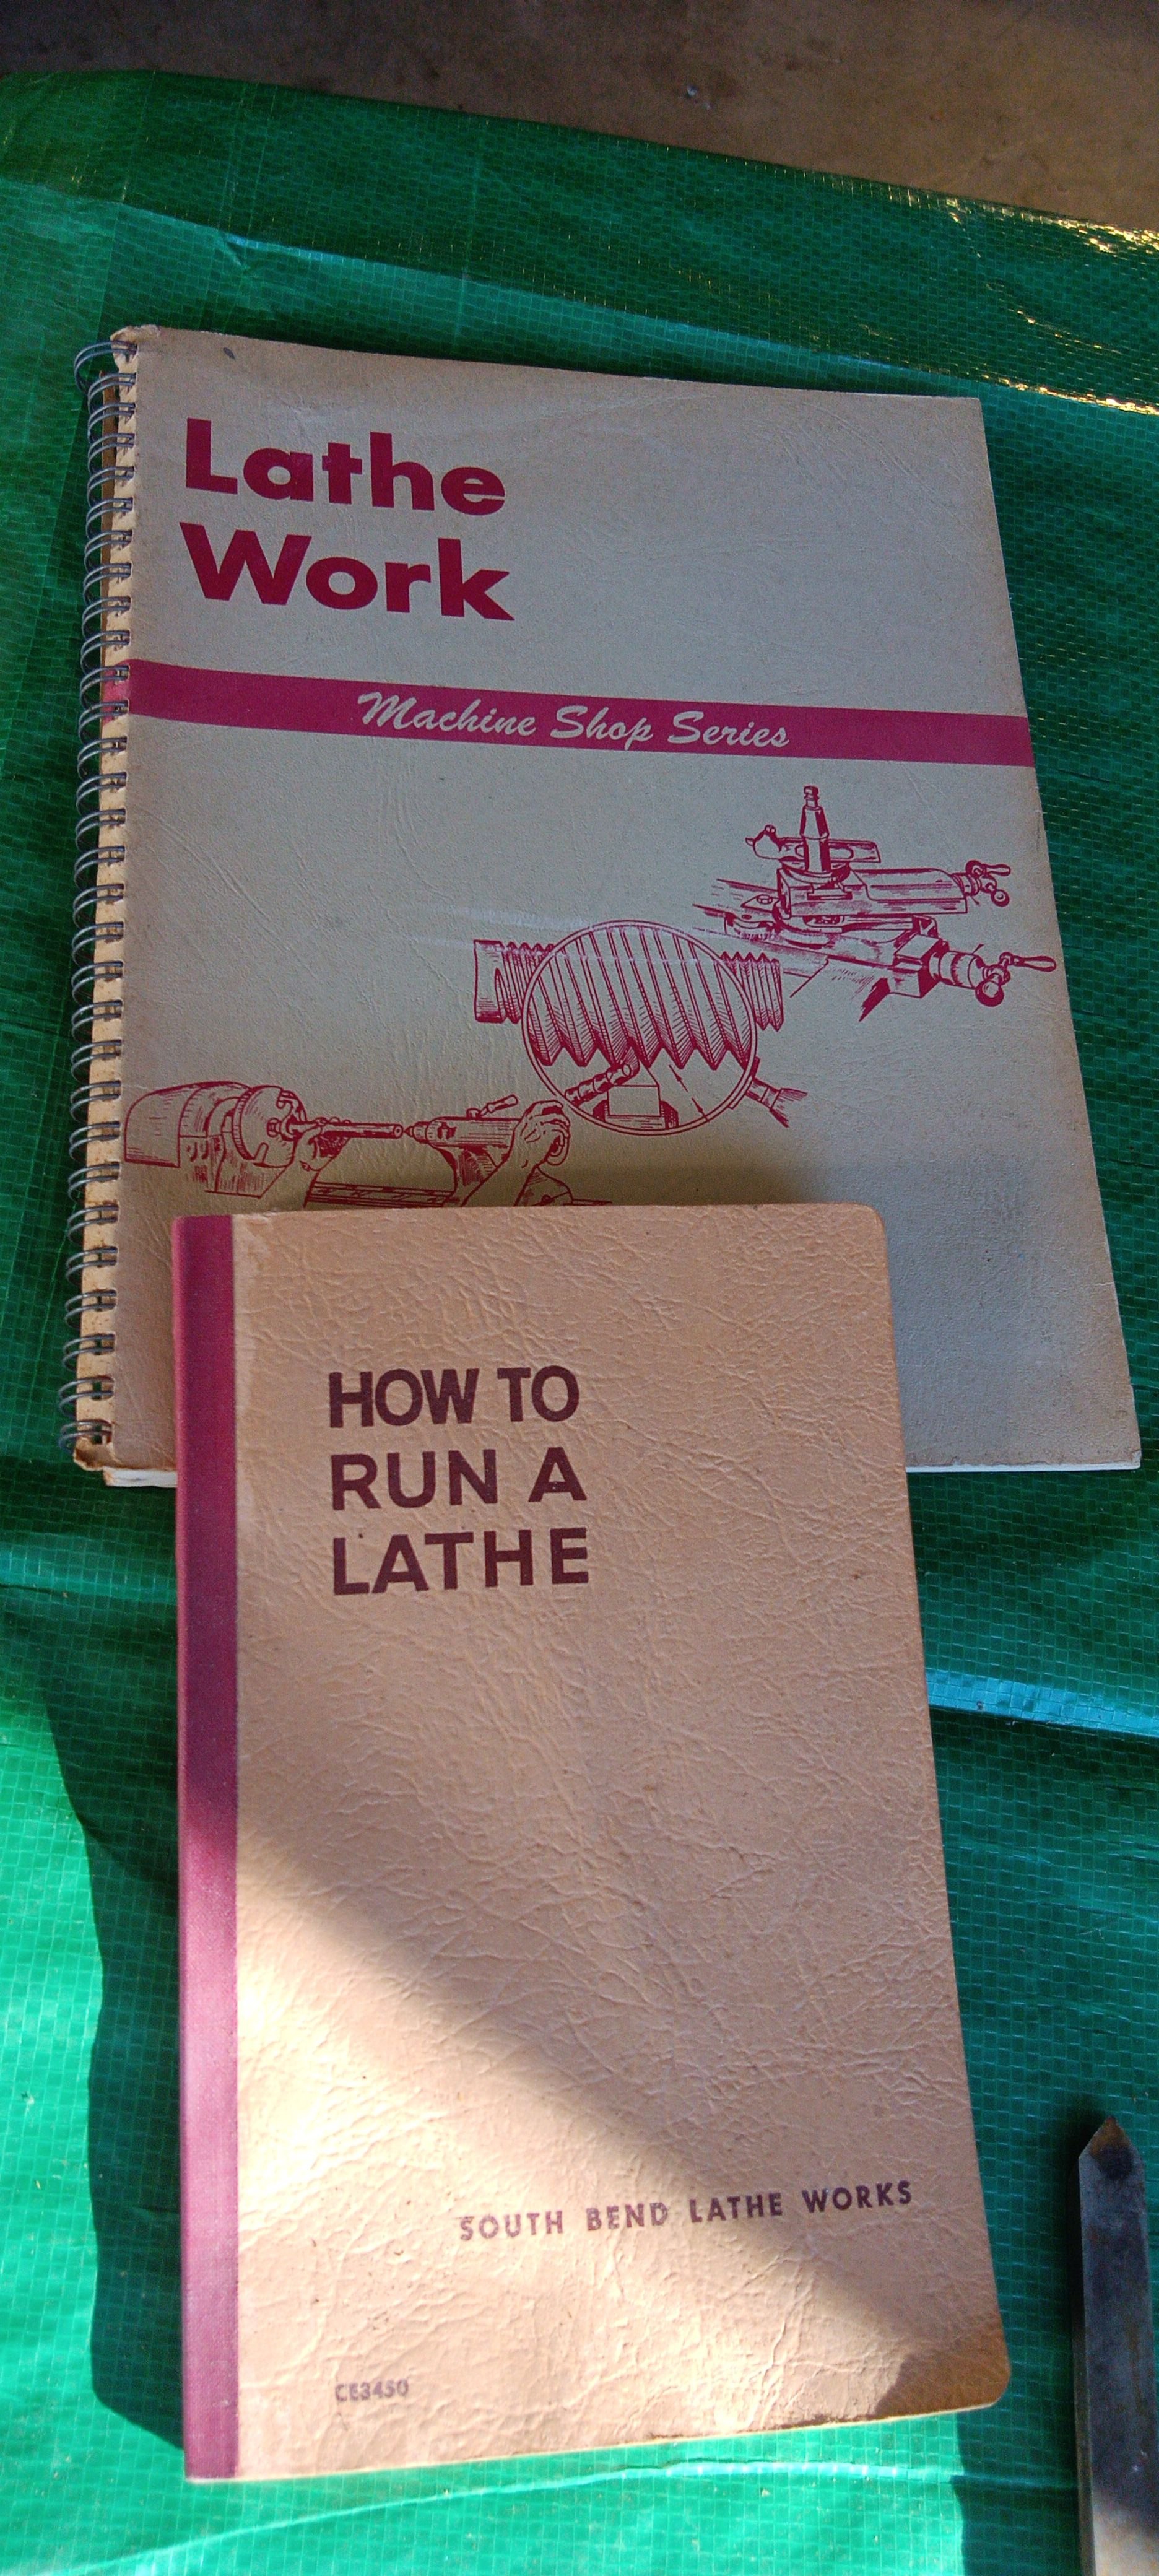 Lathe
Work
Machine Shop Series
HOW TO
RUN A
LATHE
SOUTH BEND LATHE WORKS
CE3450